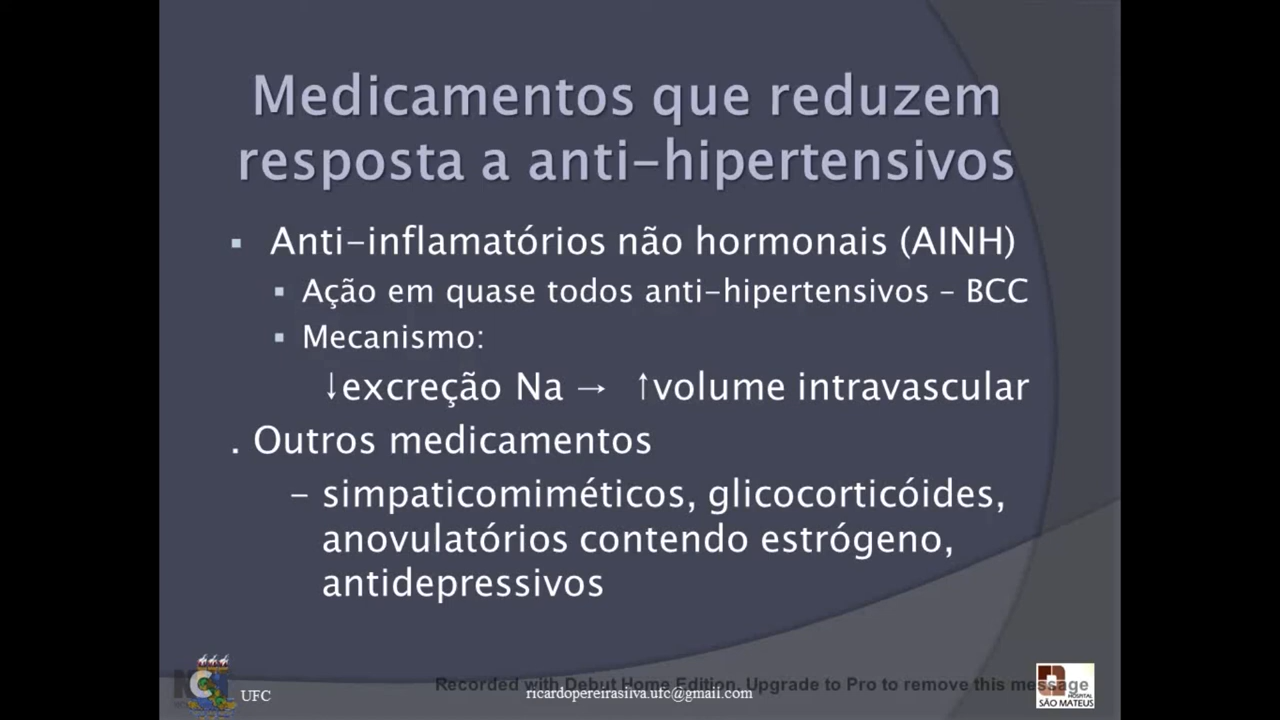 Medicamentos que reduzem
resposta a anti-hipertensivos
▪ Anti-inflamatórios não hormonais (AINH)
▪ Ação em quase todos anti-hipertensivos – BCC
▪ Mecanismo:
↓excreção Na → ↑volume intravascular
. Outros medicamentos
– simpaticomiméticos, glicocorticóides,
anovulatórios contendo estrógeno,
antidepressivos
UFC
Recorded with Debut Home Edition. Upgrade to Pro to remove this message
ricardopereirasilva.ufc@gmail.com
HOSPITAL
SÃO MATEUS